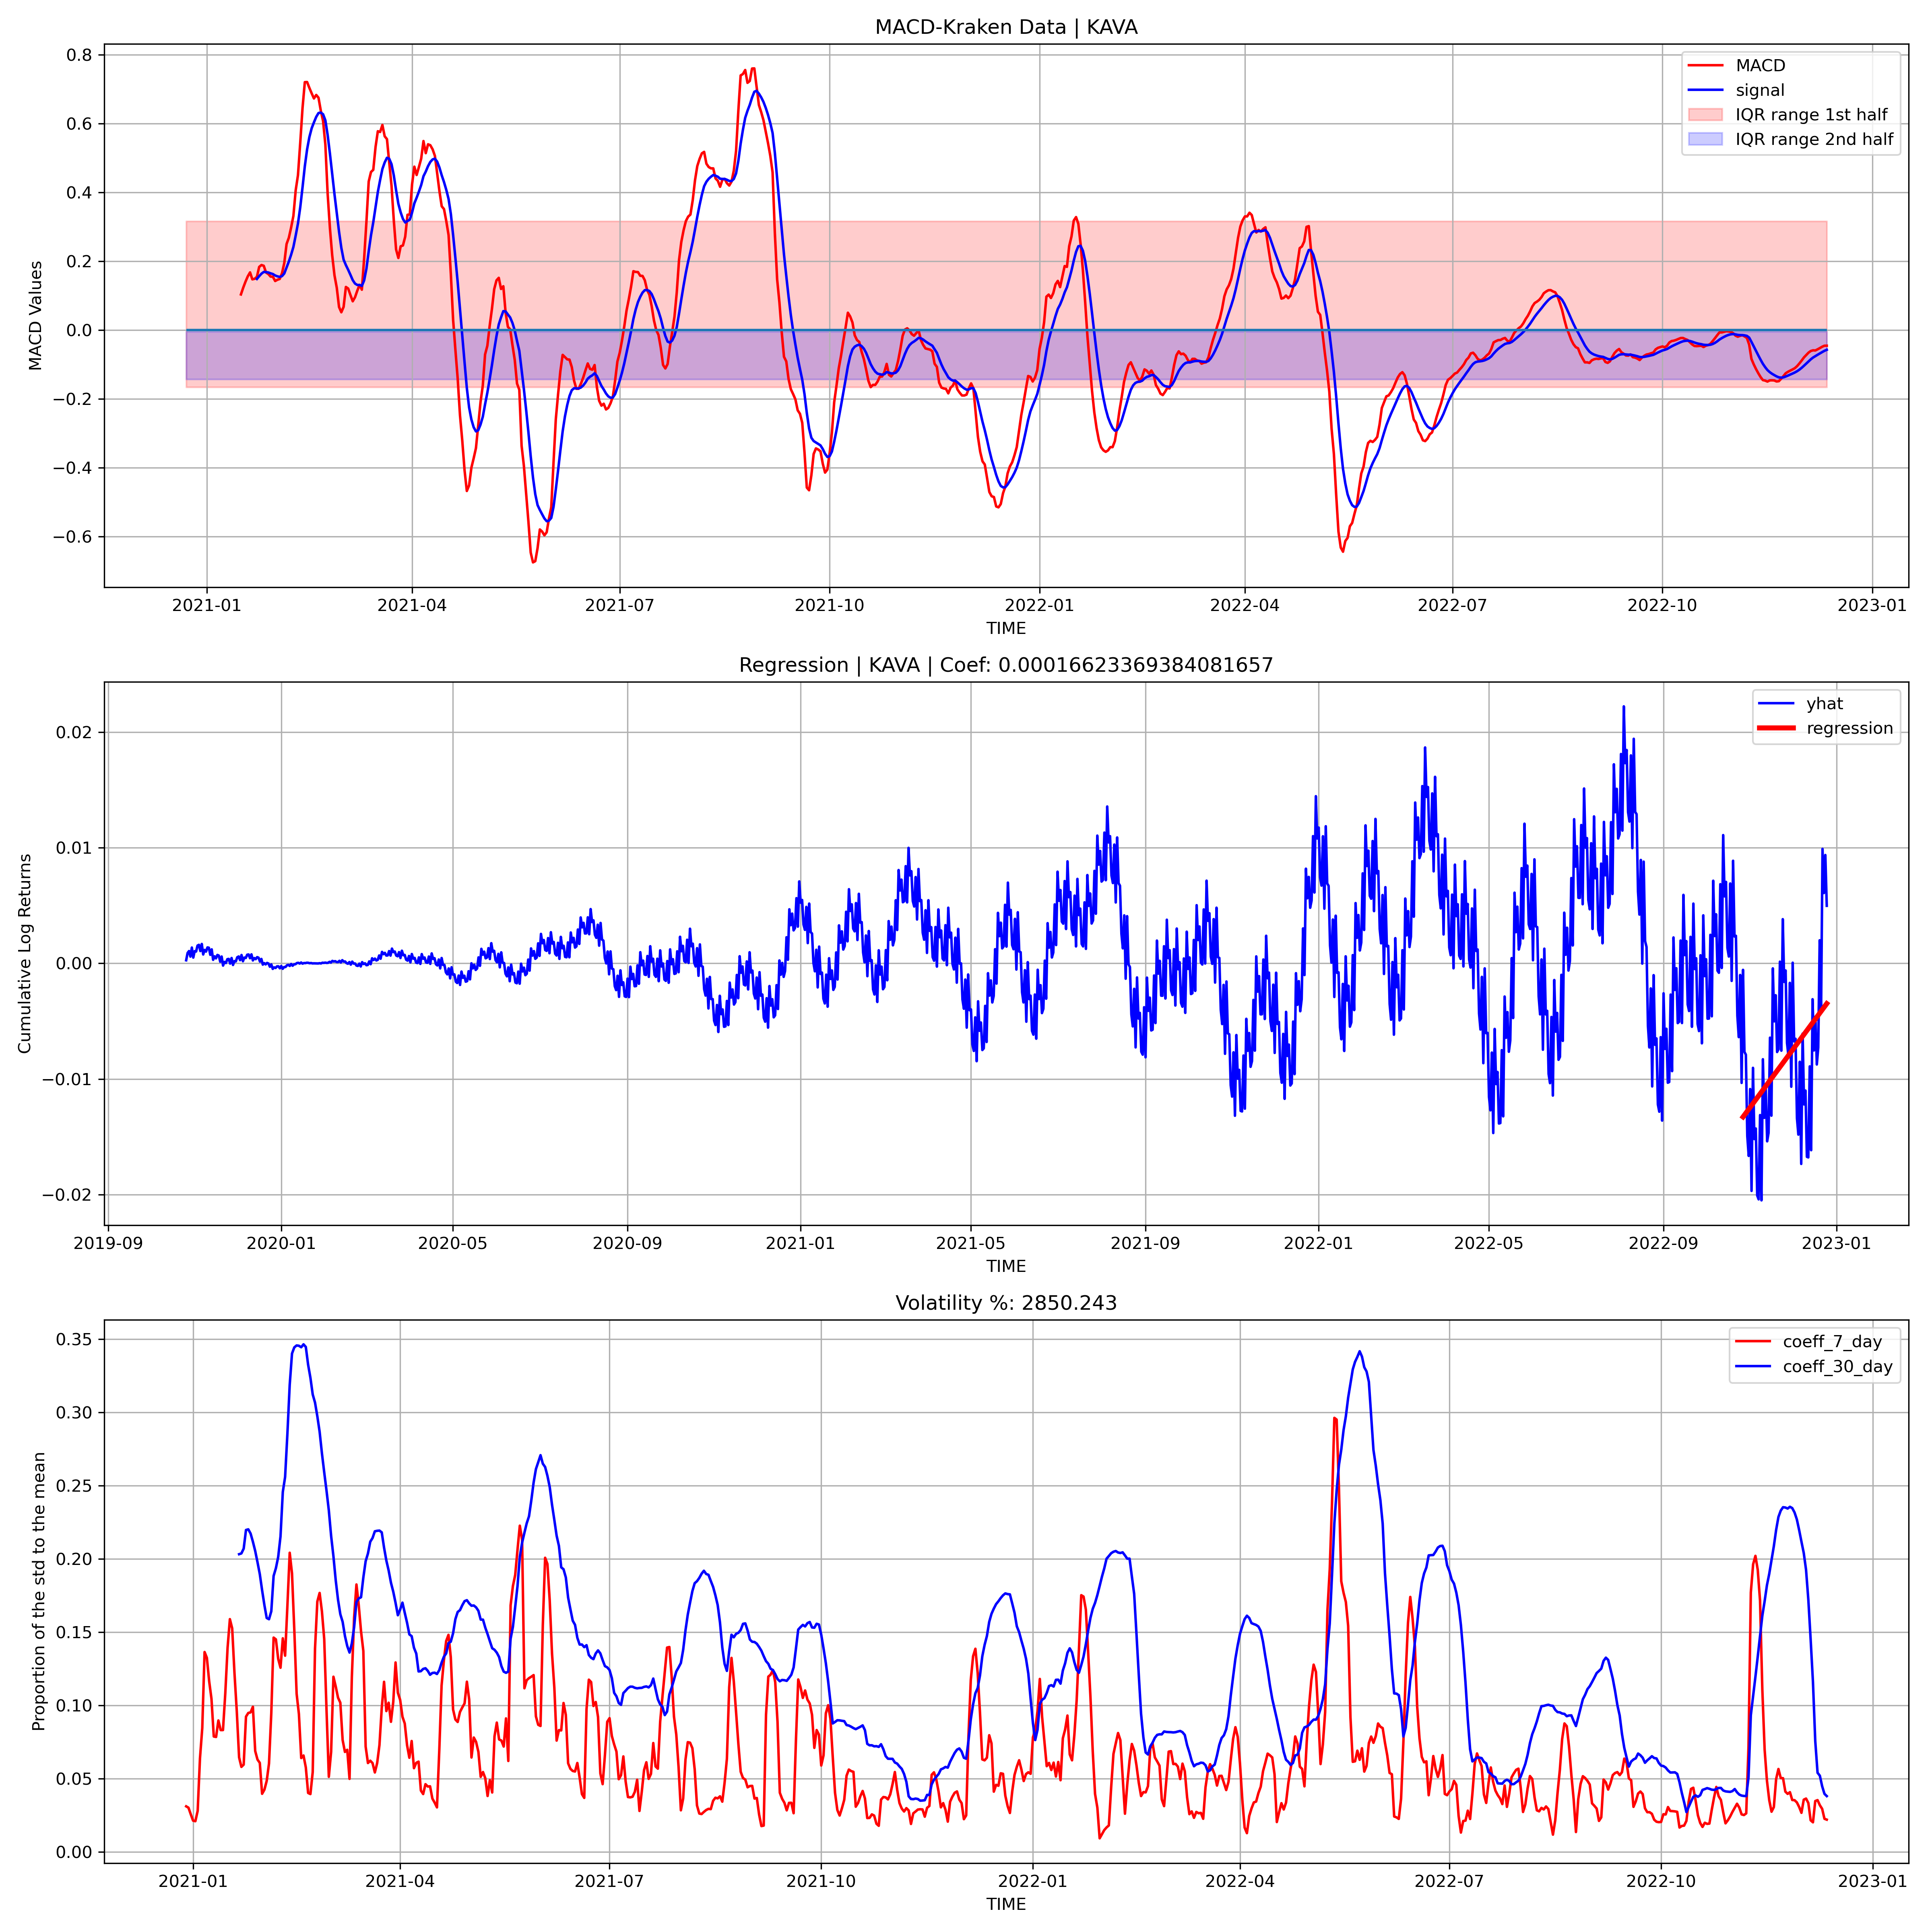 MACD-Kraken Data | KAVA
0.8
0.6
0.4
0.2
0.0
−0.2
−0.4
−0.6
MACD Values
MACD
signal
IQR range 1st half
IQR range 2nd half
2021-01 2021-04 2021-07 2021-10 2022-01 2022-04 2022-07 2022-10 2023-01
TIME
Regression | KAVA | Coef: 0.00016623369384081657
0.02
0.01
0.00
−0.01
−0.02
Cumulative Log Returns
yhat
regression
2019-09 2020-01 2020-05 2020-09 2021-01 2021-05 2021-09 2022-01 2022-05 2022-09 2023-01
TIME
Volatility %: 2850.243
0.35
0.30
0.25
0.20
0.15
0.10
0.05
0.00
Proportion of the std to the mean
coeff_7_day
coeff_30_day
2021-01 2021-04 2021-07 2021-10 2022-01 2022-04 2022-07 2022-10 2023-01
TIME